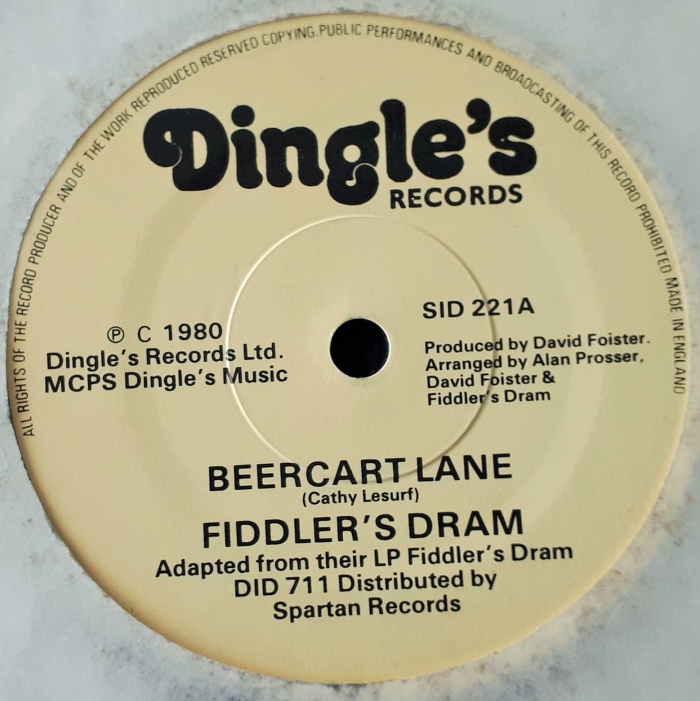 ALL RIGHTS OF THE RECORD PRODUCER AND OF THE WORK REPRODUCED RESERVED COPYING.PUBLIC PERFORMANCES AND BROADCASTING OF THIS RECORD PROHIBITED MADE IN ENGLAND
Dingle's
RECORDS
℗ C 1980
Dingle's Records Ltd.
MCPS Dingle's Music
SID 221A
Produced by David Foister.
Arranged by Alan Prosser,
David Foister &
Fiddler's Dram
BEERCART LANE
(Cathy Lesurf)
FIDDLER'S DRAM
Adapted from their LP Fiddler's Dram
DID 711 Distributed by
Spartan Records